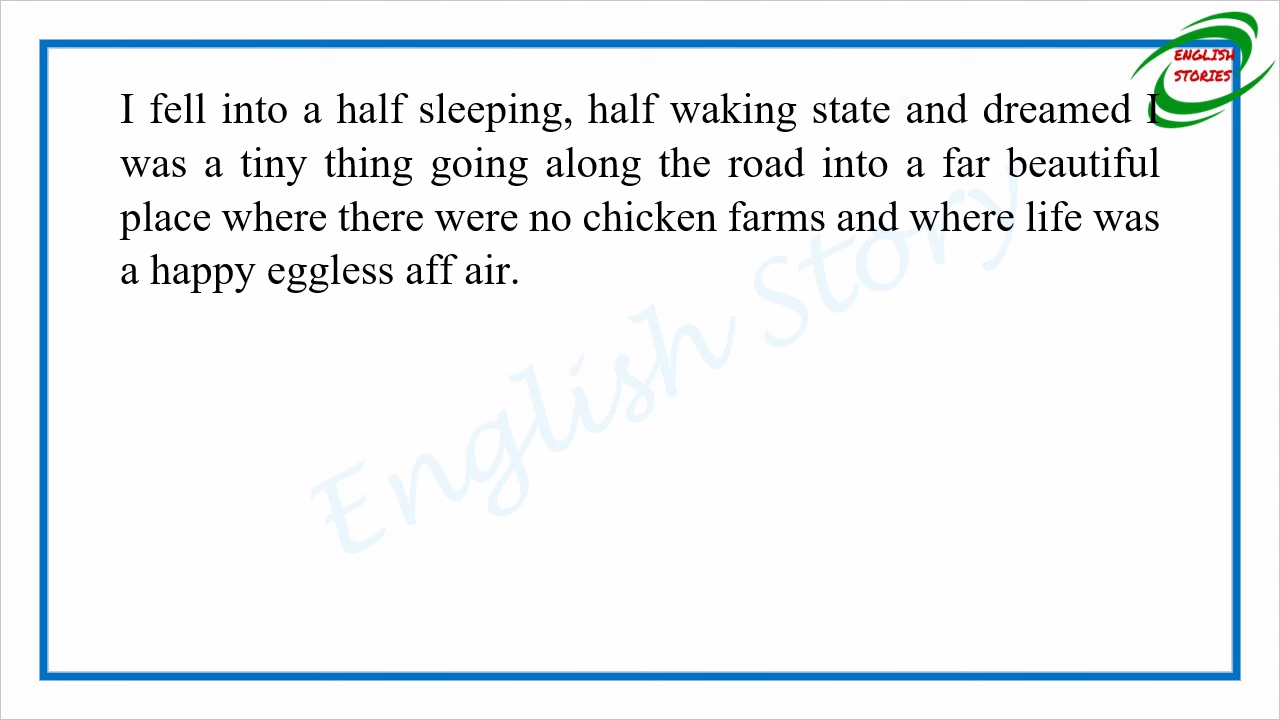 ENGLISH
STORIES
I fell into a half sleeping, half waking state and dreamed I
was a tiny thing going along the road into a far beautiful
place where there were no chicken farms and where life was
a happy eggless aff air.
English Story